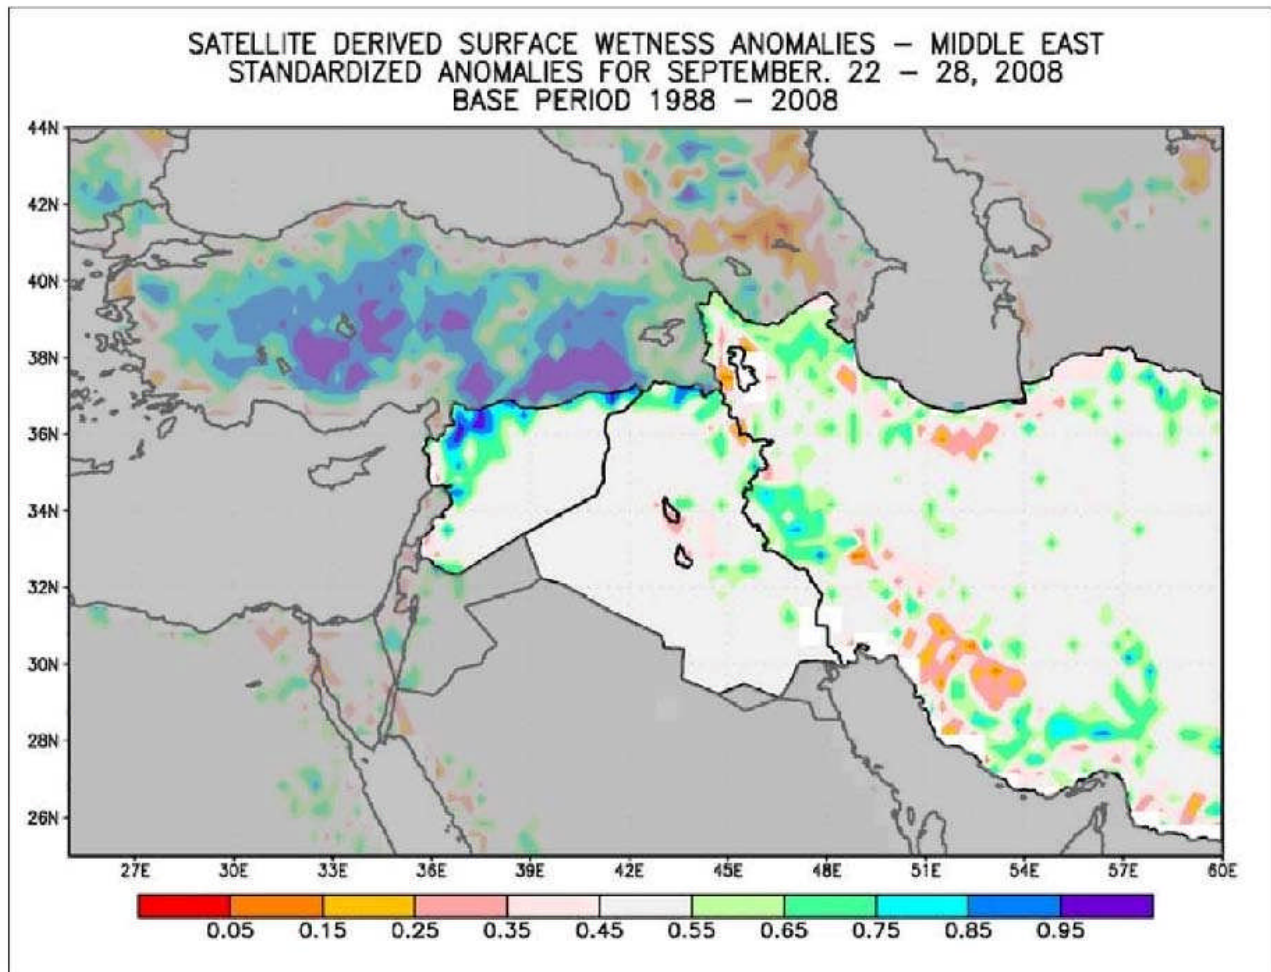 SATELLITE DERIVED SURFACE WETNESS ANOMALIES – MIDDLE EAST
STANDARDIZED ANOMALIES FOR SEPTEMBER. 22 – 28, 2008
BASE PERIOD 1988 – 2008
44N
42N
40N
38N
36N
34N
32N
30N
28N
26N
27E 30E 33E 36E 39E 42E 45E 48E 51E 54E 57E 60E
0.05 0.15 0.25 0.35 0.45 0.55 0.65 0.75 0.85 0.95